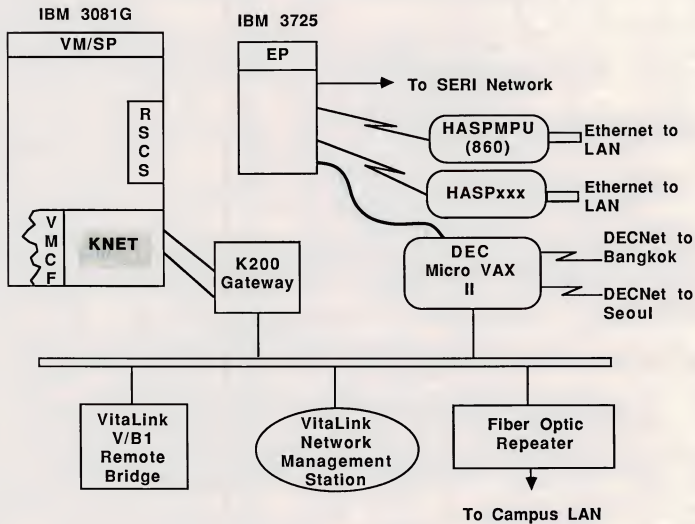 IBM 3081G
VM/SP
R
S
C
S
V
M
C
F
KNET
IBM 3725
EP
To SERI Network
HASPMPU
(860)
Ethernet to
LAN
HASPxxx
Ethernet to
LAN
K200
Gateway
DEC
Micro VAX
II
DECNet to
Bangkok
DECNet to
Seoul
VitaLink
V/B1
Remote
Bridge
VitaLink
Network
Management
Station
Fiber Optic
Repeater
To Campus LAN